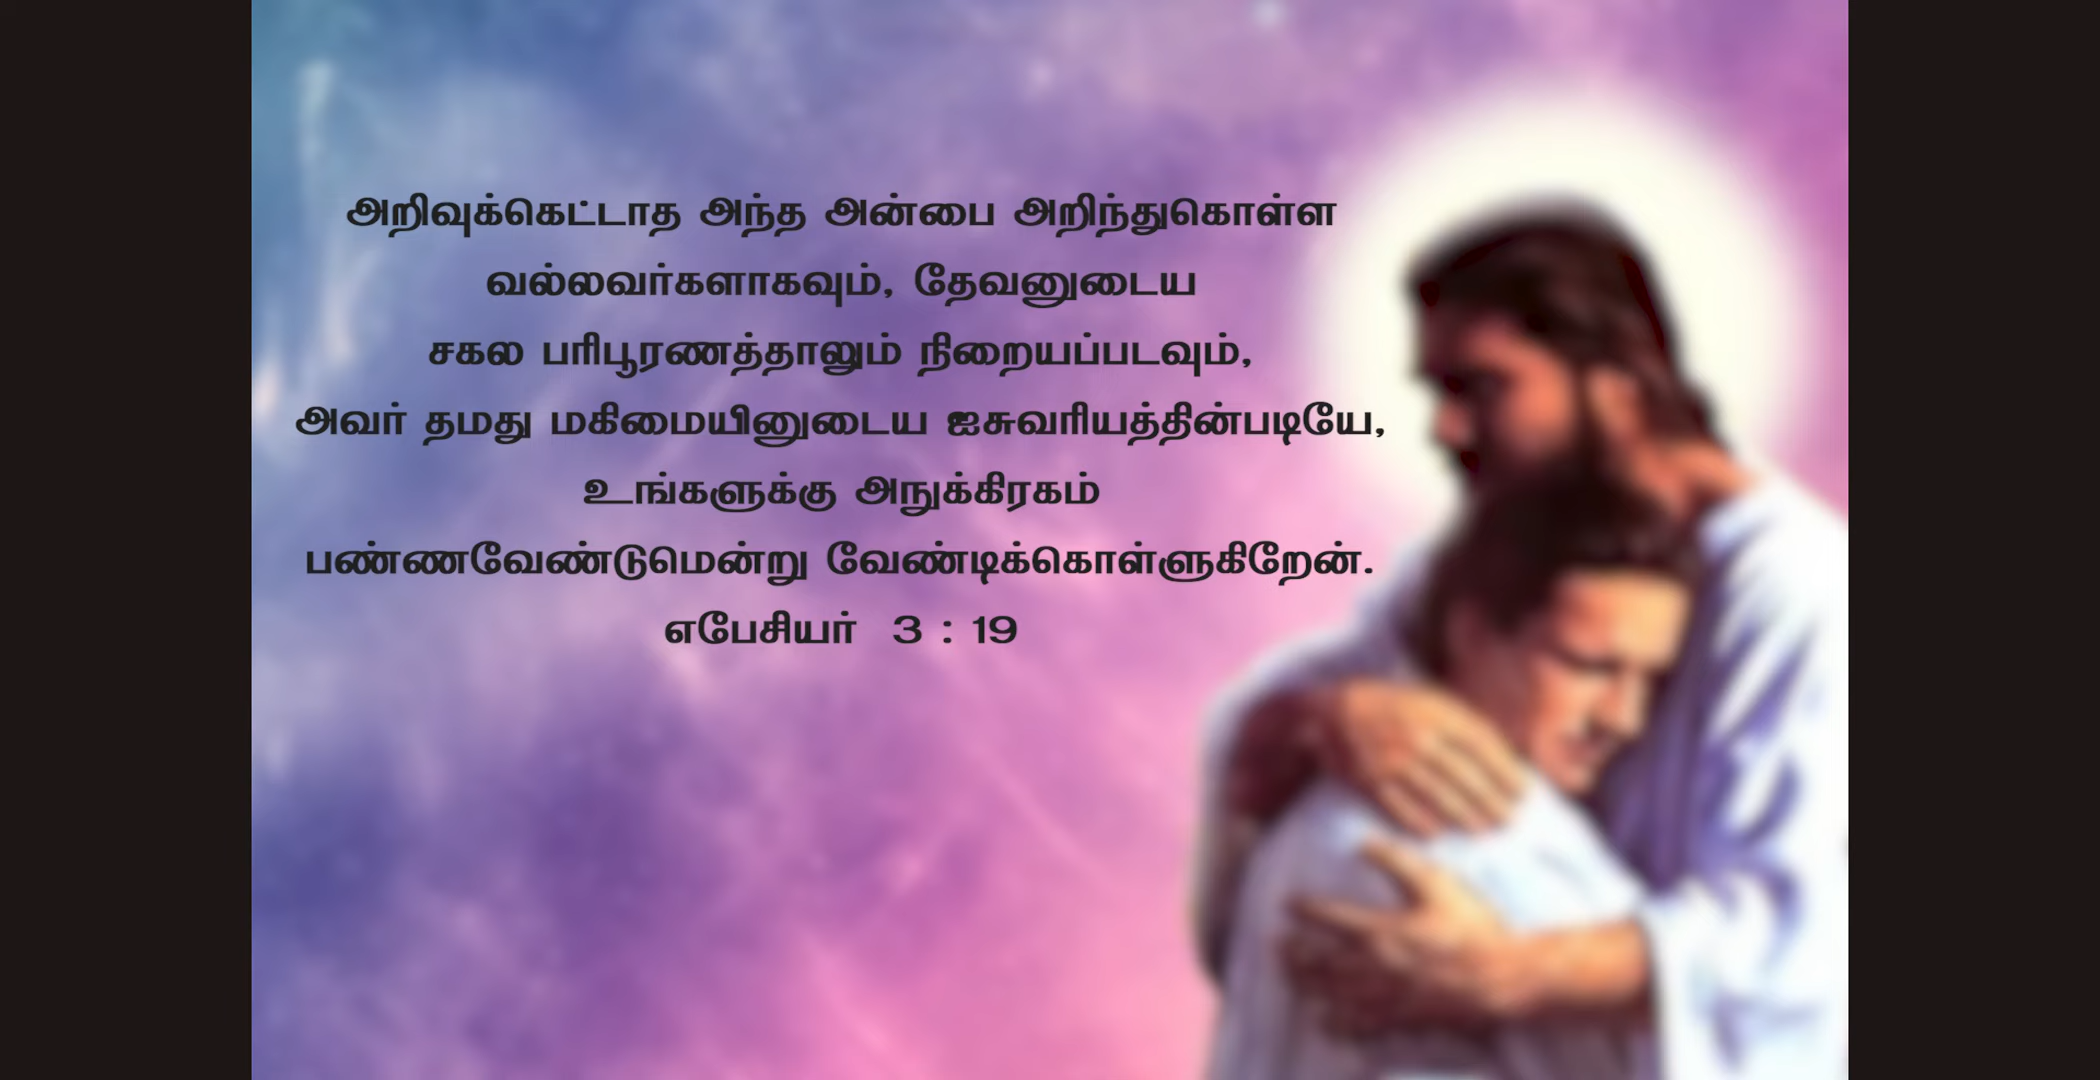 அறிவுக்கெட்டாத அந்த அன்பை அறிந்துகொள்ள
வல்லவர்களாகவும், தேவனுடைய
சகல பரிபூரணத்தாலும் நிறையப்படவும்,
அவர் தமது மகிமையினுடைய ஐசுவரியத்தின்படியே,
உங்களுக்கு அநுக்கிரகம்
பண்ணவேண்டுமென்று வேண்டிக்கொள்ளுகிறேன்.
எபேசியர்  3 : 19